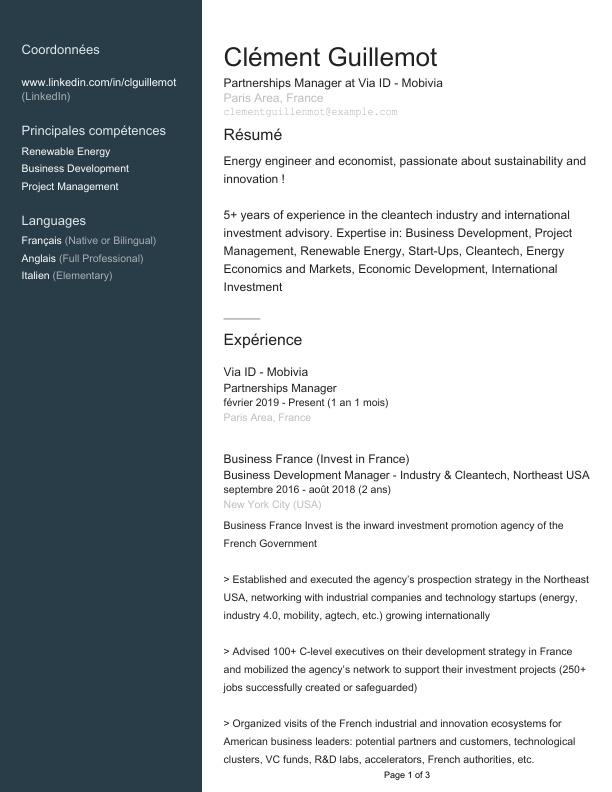 Coordonnées
www.linkedin.com/in/clguillemot
(LinkedIn)
Principales compétences
Renewable Energy
Business Development
Project Management
Languages
Français (Native or Bilingual)
Anglais (Full Professional)
Italien (Elementary)
Clément Guillemot
Partnerships Manager at Via ID - Mobivia
Paris Area, France
clementguillenmot@example.com
Résumé
Energy engineer and economist, passionate about sustainability and
innovation !
5+ years of experience in the cleantech industry and international
investment advisory. Expertise in: Business Development, Project
Management, Renewable Energy, Start-Ups, Cleantech, Energy
Economics and Markets, Economic Development, International
Investment
Expérience
Via ID - Mobivia
Partnerships Manager
février 2019 - Present (1 an 1 mois)
Paris Area, France
Business France (Invest in France)
Business Development Manager - Industry & Cleantech, Northeast USA
septembre 2016 - août 2018 (2 ans)
New York City (USA)
Business France Invest is the inward investment promotion agency of the
French Government
> Established and executed the agency's prospection strategy in the Northeast
USA, networking with industrial companies and technology startups (energy,
industry 4.0, mobility, agtech, etc.) growing internationally
> Advised 100+ C-level executives on their development strategy in France
and mobilized the agency's network to support their investment projects (250+
jobs successfully created or safeguarded)
> Organized visits of the French industrial and innovation ecosystems for
American business leaders: potential partners and customers, technological
clusters, VC funds, R&D labs, accelerators, French authorities, etc.
Page 1 of 3